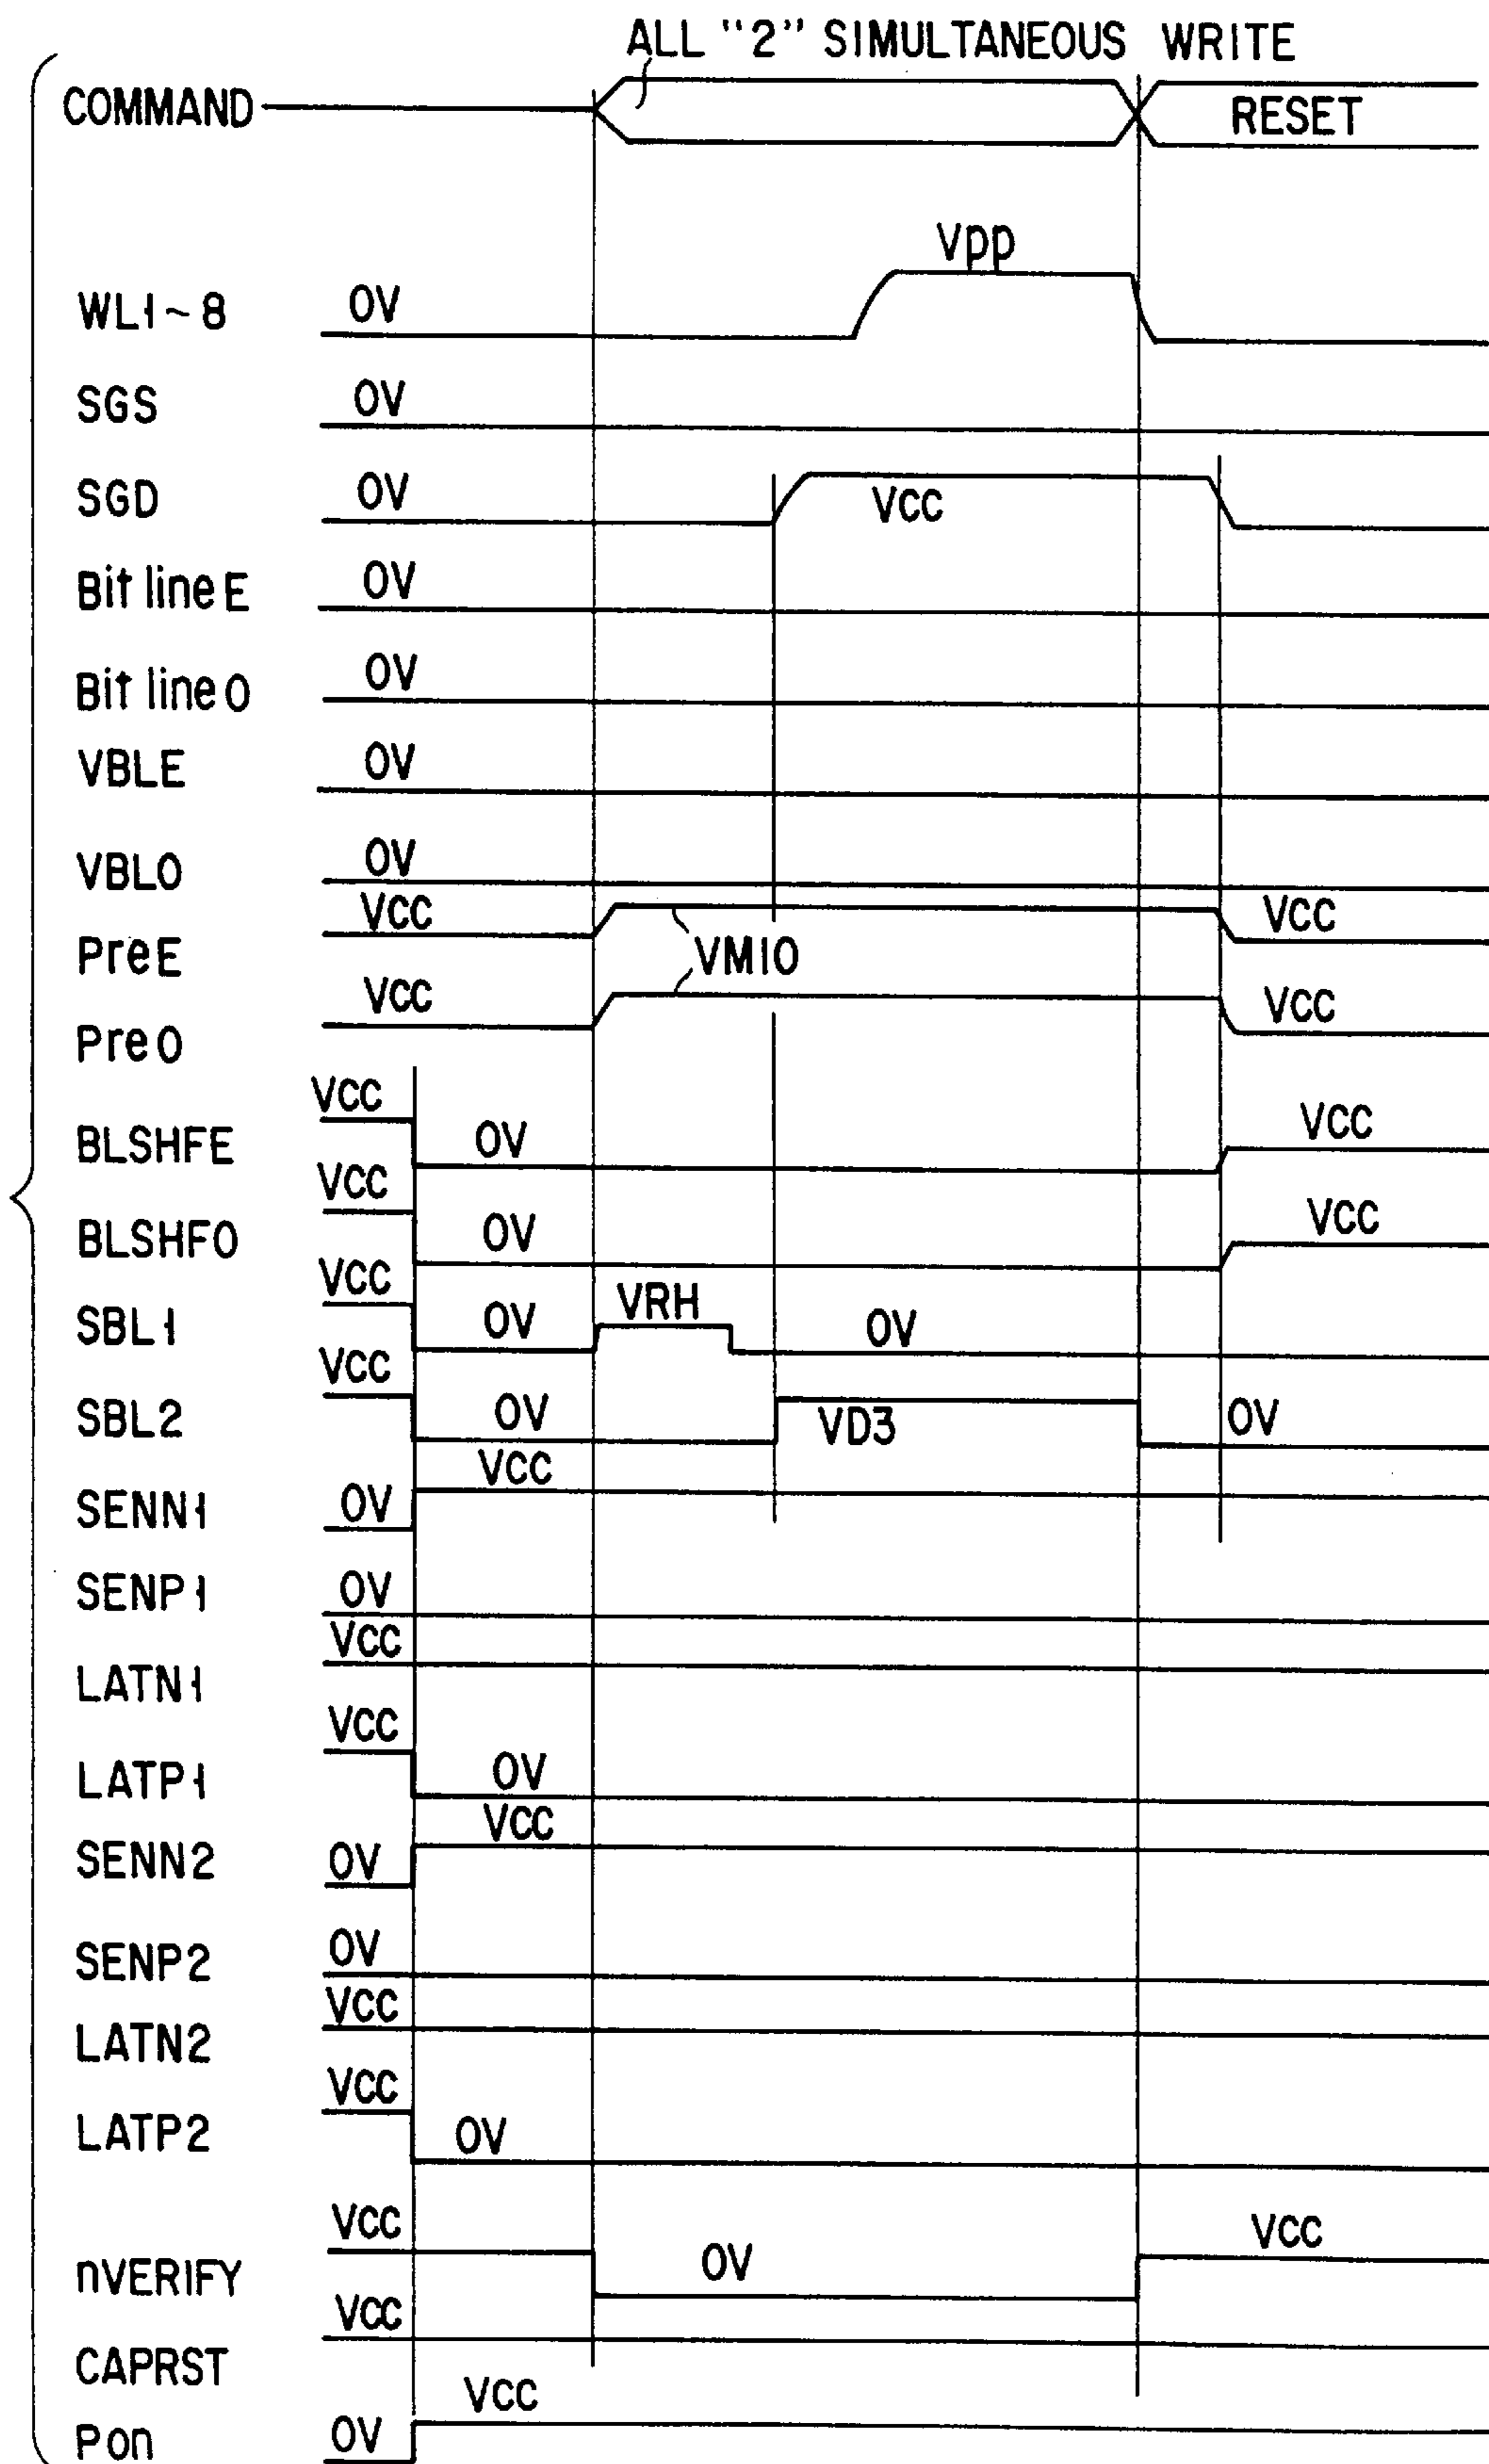 ALL "2" SIMULTANEOUS WRITE
COMMAND RESET
Vpp
WL1~8 0V
SGS 0V
SGD 0V VCC
Bit line E 0V
Bit line O 0V
VBLE 0V
VBLO 0V
VCC VCC
PreE VM10
VCC VCC
PreO
VCC VCC
BLSHFE 0V
VCC VCC
BLSHFO 0V
VCC VRH
SBL1 0V 0V
VCC
SBL2 0V VD3 0V
VCC
SENN1 0V
SENP1 0V
VCC
LATN1
VCC
LATP1 0V
VCC
SENN2 0V
SENP2 0V
VCC
LATN2
VCC
LATP2 0V
VCC VCC
nVERIFY 0V
VCC
CAPRST
VCC
Pon 0V